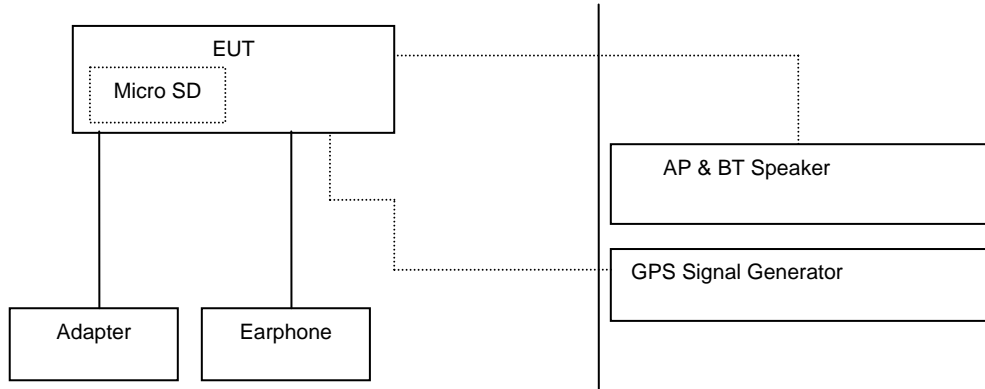 EUT
Micro SD
AP & BT Speaker
GPS Signal Generator
Adapter
Earphone